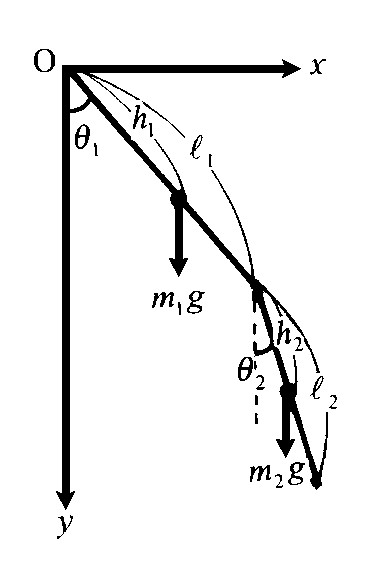 O
x
h₁
θ₁
ℓ₁
m₁g
h₂
θ₂
ℓ₂
m₂g
y